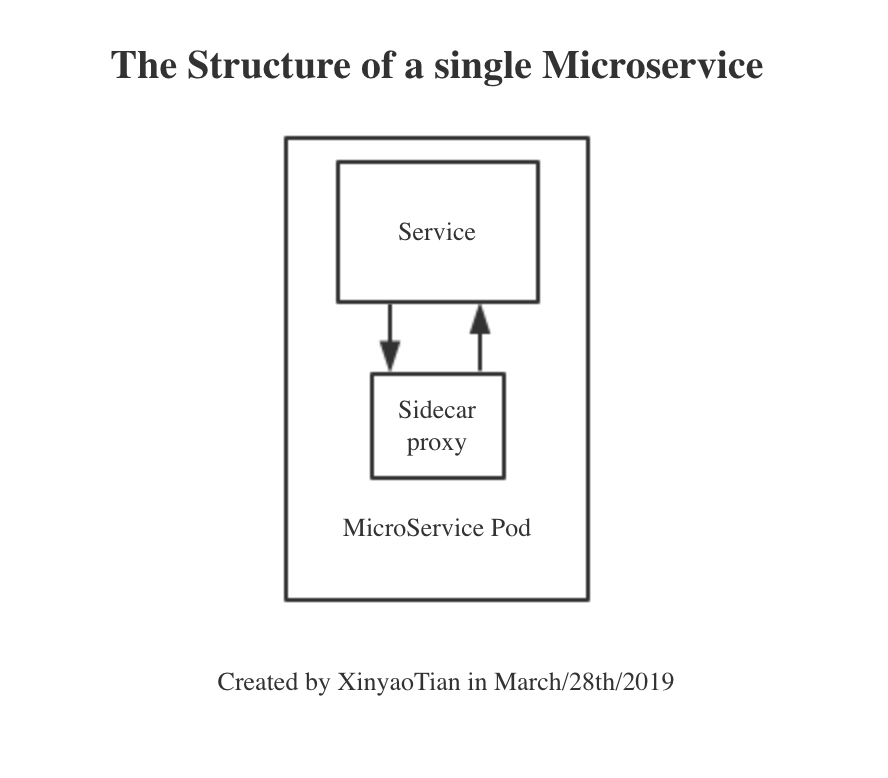 The Structure of a single Microservice
Service
Sidecar
proxy
MicroService Pod
Created by XinyaoTian in March/28th/2019